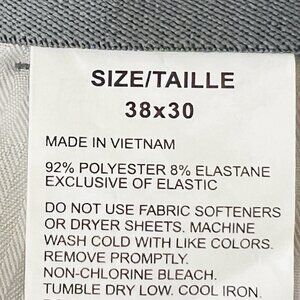 SIZE/TAILLE
38x30
MADE IN VIETNAM
92% POLYESTER 8% ELASTANE
EXCLUSIVE OF ELASTIC
DO NOT USE FABRIC SOFTENERS
OR DRYER SHEETS. MACHINE
WASH COLD WITH LIKE COLORS.
REMOVE PROMPTLY.
NON-CHLORINE BLEACH.
TUMBLE DRY LOW. COOL IRON